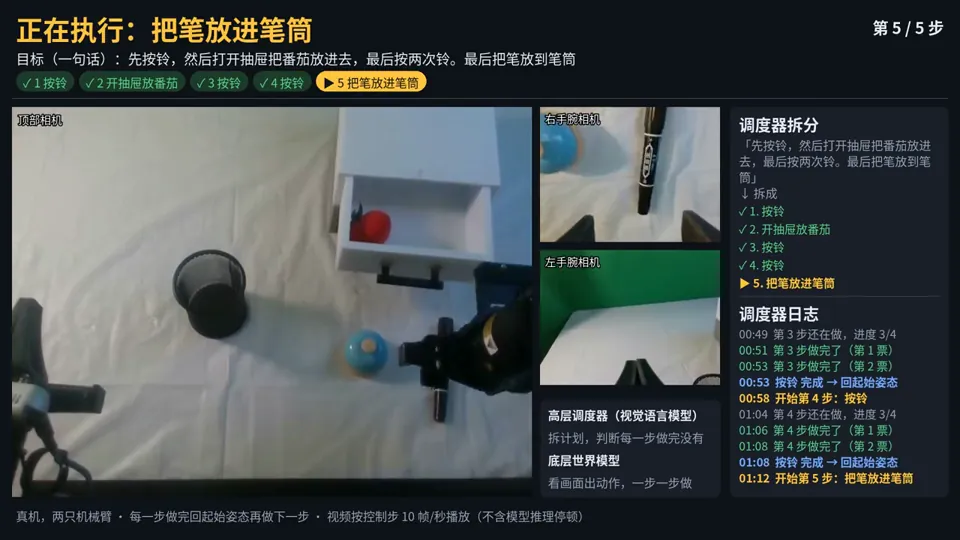 正在执行：把笔放进笔筒
第 5 / 5 步
目标（一句话）：先按铃，然后打开抽屉把番茄放进去，最后按两次铃。最后把笔放到笔筒
✓ 1 按铃
✓ 2 开抽屉放番茄
✓ 3 按铃
✓ 4 按铃
▶ 5 把笔放进笔筒
顶部相机
右手腕相机
左手腕相机
高层调度器（视觉语言模型）
拆计划，判断每一步做完没有
底层世界模型
看画面出动作，一步一步做
调度器拆分
「先按铃，然后打开抽屉把番茄放进
去，最后按两次铃。最后把笔放到笔
筒」
↓ 拆成
✓ 1. 按铃
✓ 2. 开抽屉放番茄
✓ 3. 按铃
✓ 4. 按铃
▶ 5. 把笔放进笔筒
调度器日志
00:49 第 3 步还在做，进度 3/4
00:51 第 3 步做完了（第 1 票）
00:53 第 3 步做完了（第 2 票）
00:53 按铃 完成 → 回起始姿态
00:58 开始第 4 步：按铃
01:04 第 4 步还在做，进度 3/4
01:06 第 4 步做完了（第 1 票）
01:08 第 4 步做完了（第 2 票）
01:08 按铃 完成 → 回起始姿态
01:12 开始第 5 步：把笔放进笔筒
真机，两只机械臂 · 每一步做完回起始姿态再做下一步 · 视频按控制步 10 帧/秒播放（不含模型推理停顿）